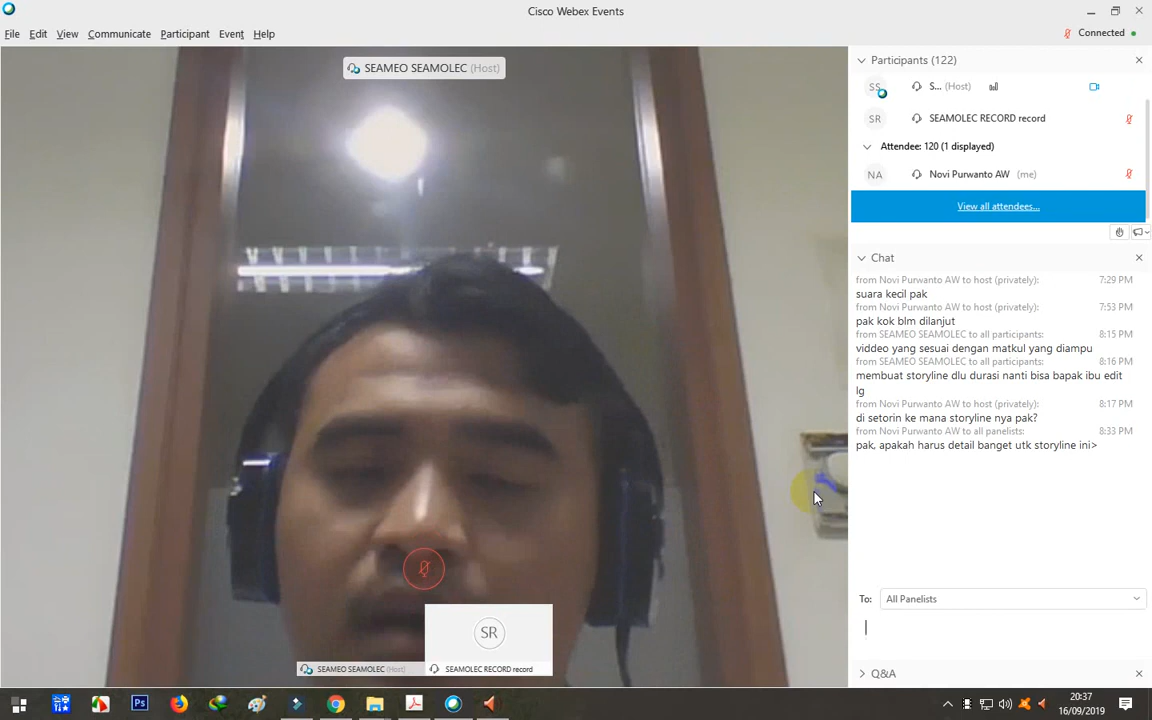 Cisco Webex Events
File Edit View Communicate Participant Event Help
Connected
SEAMEO SEAMOLEC (Host)
Participants (122)
SS S... (Host)
SR SEAMOLEC RECORD record
Attendee: 120 (1 displayed)
NA Novi Purwanto AW (me)
View all attendees...
Chat
from Novi Purwanto AW to host (privately): 7:29 PM
suara kecil pak
from Novi Purwanto AW to host (privately): 7:53 PM
pak kok blm dilanjut
from SEAMEO SEAMOLEC to all participants: 8:15 PM
viddeo yang sesuai dengan matkul yang diampu
from SEAMEO SEAMOLEC to all participants: 8:16 PM
membuat storyline dlu durasi nanti bisa bapak ibu edit
lg
from Novi Purwanto AW to host (privately): 8:17 PM
di setorin ke mana storyline nya pak?
from Novi Purwanto AW to all panelists: 8:33 PM
pak, apakah harus detail banget utk storyline ini>
To: All Panelists
Q&A
SR
SEAMEO SEAMOLEC (Host) SEAMOLEC RECORD record
Ps
20:37
16/09/2019